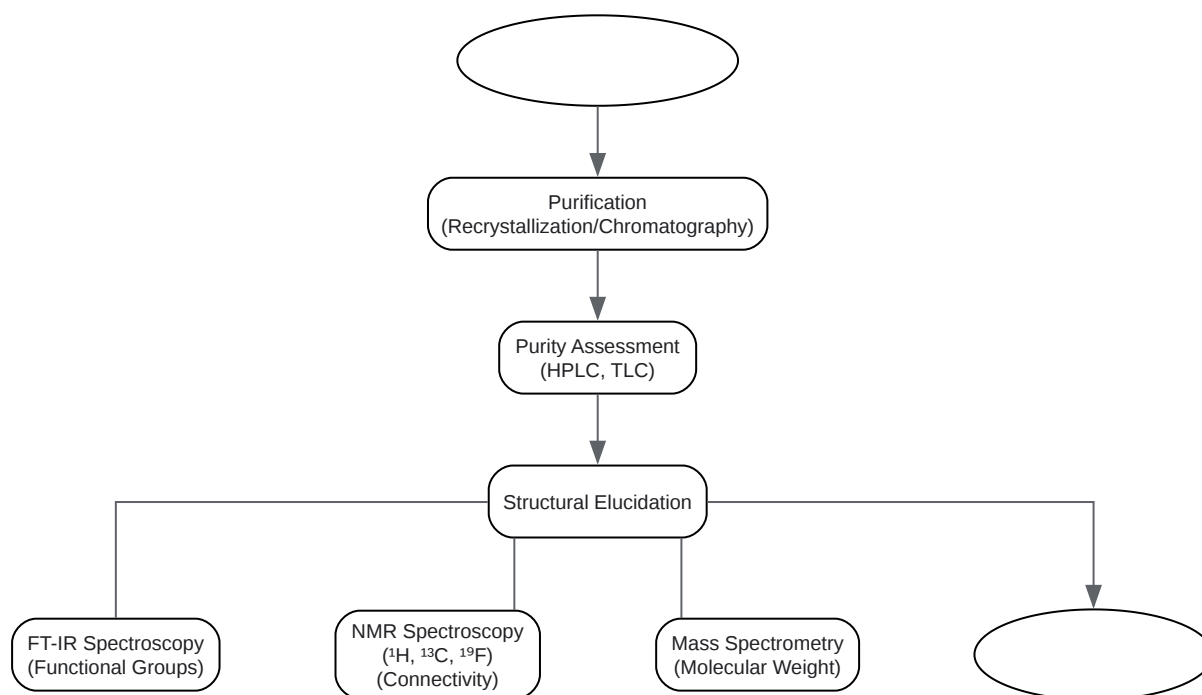 Purification
(Recrystallization/Chromatography)
Purity Assessment
(HPLC, TLC)
Structural Elucidation
FT-IR Spectroscopy
(Functional Groups)
NMR Spectroscopy
(¹H, ¹³C, ¹⁹F)
(Connectivity)
Mass Spectrometry
(Molecular Weight)